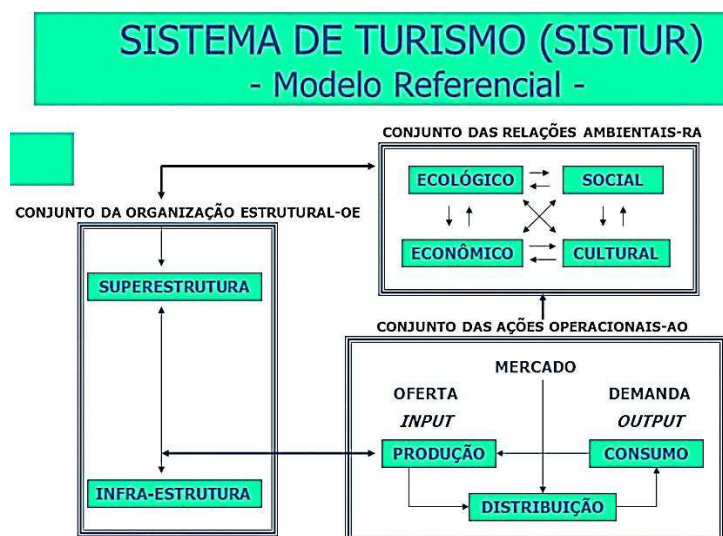 SISTEMA DE TURISMO (SISTUR)
- Modelo Referencial -
CONJUNTO DAS RELAÇÕES AMBIENTAIS-RA
ECOLÓGICO
SOCIAL
ECONÔMICO
CULTURAL
CONJUNTO DA ORGANIZAÇÃO ESTRUTURAL-OE
SUPERESTRUTURA
INFRA-ESTRUTURA
CONJUNTO DAS AÇÕES OPERACIONAIS-AO
MERCADO
OFERTA
INPUT
DEMANDA
OUTPUT
PRODUÇÃO
CONSUMO
DISTRIBUIÇÃO